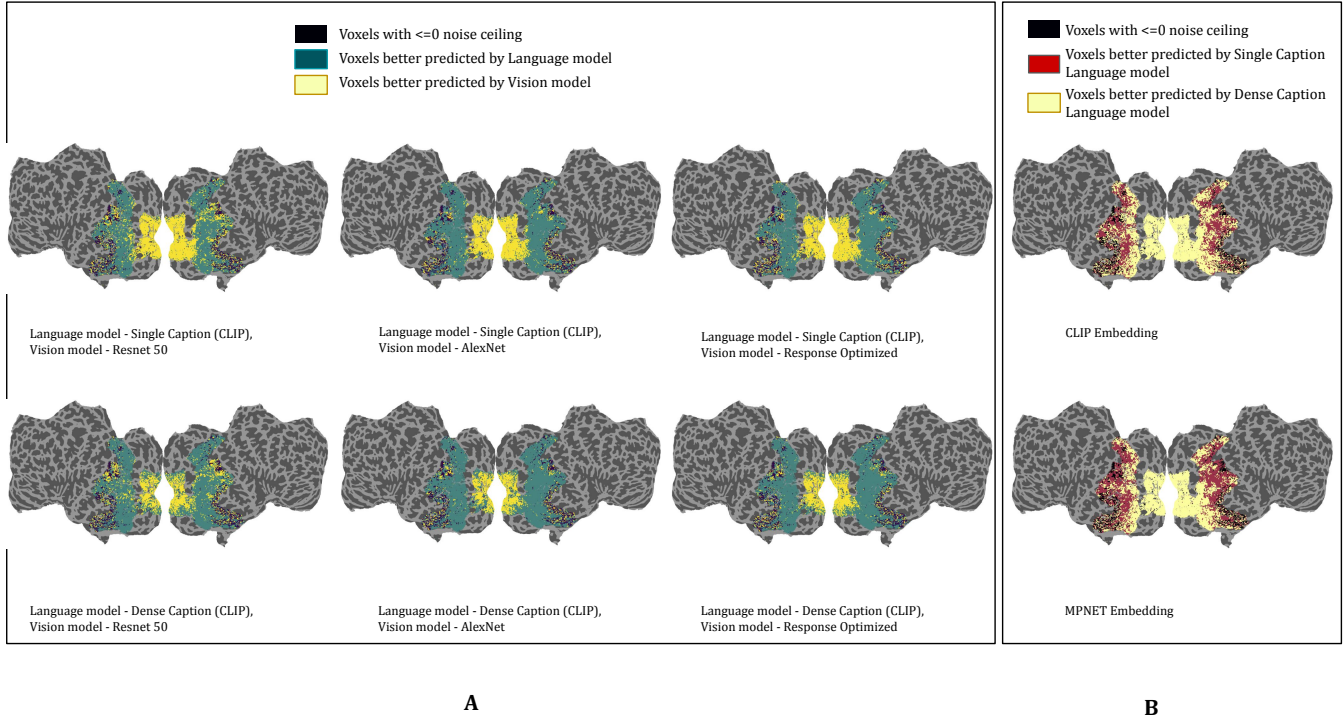 Voxels with <=0 noise ceiling
Voxels better predicted by Language model
Voxels better predicted by Vision model
Language model - Single Caption (CLIP),
Vision model - Resnet 50
Language model - Single Caption (CLIP),
Vision model - AlexNet
Language model - Single Caption (CLIP),
Vision model - Response Optimized
Language model - Dense Caption (CLIP),
Vision model - Resnet 50
Language model - Dense Caption (CLIP),
Vision model - AlexNet
Language model - Dense Caption (CLIP),
Vision model - Response Optimized
A
Voxels with <=0 noise ceiling
Voxels better predicted by Single Caption
Language model
Voxels better predicted by Dense Caption
Language model
CLIP Embedding
MPNET Embedding
B